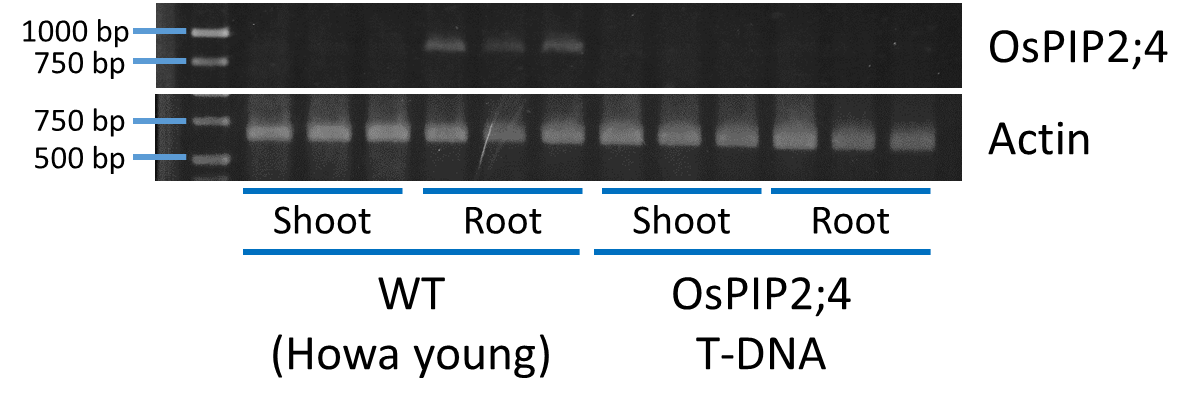 1000 bp
750 bp
OsPIP2;4
750 bp
500 bp
Actin
Shoot
Root
Shoot
Root
WT
(Howa young)
OsPIP2;4
T-DNA